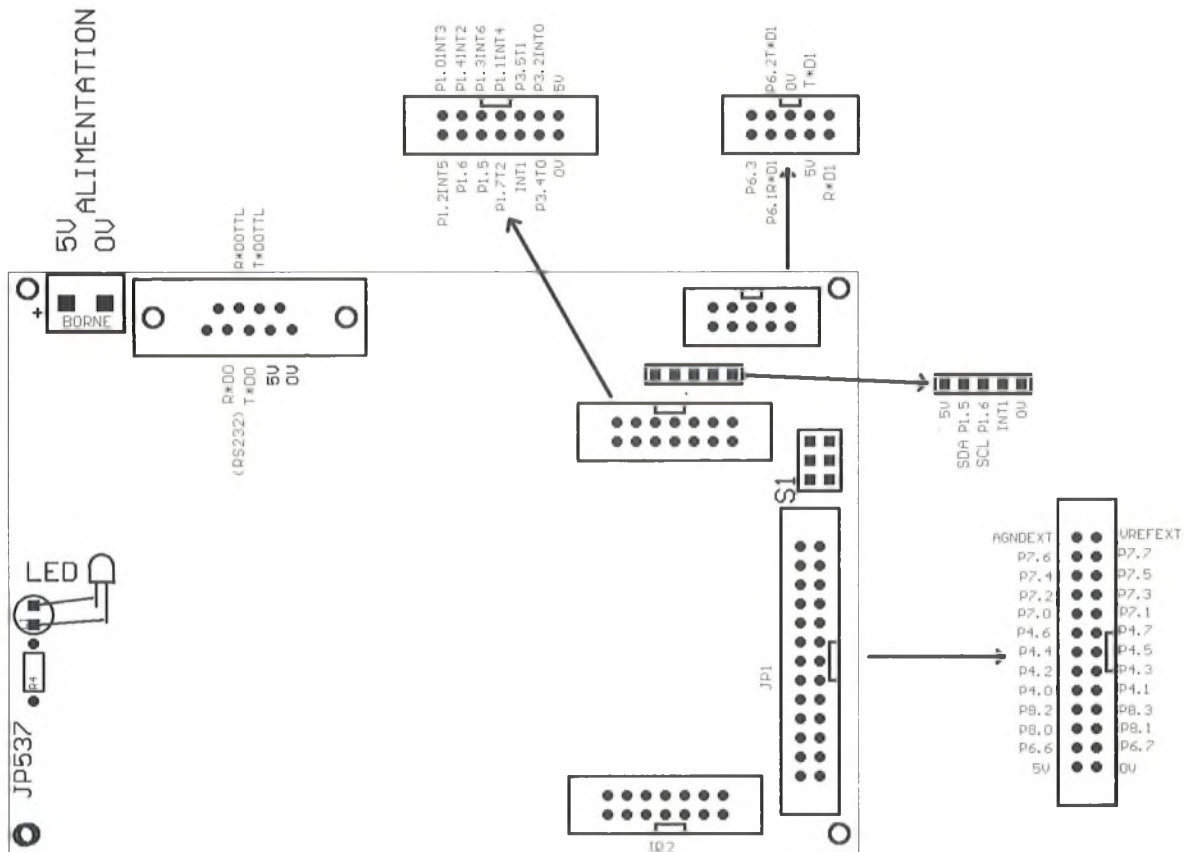 5V
0V
ALIMENTATION
+
BORNE
R*D0TTL
T*D0TTL
R*D0
T*D0
5V
0V
(RS232)
P1.0INT3
P1.4INT2
P1.3INT6
P1.1INT4
P3.5T1
P3.2INT0
5V
P1.2INT5
P1.6
P1.5
P1.7T2
INT1
P3.4T0
0V
P6.2T*D1
0V
T*D1
P6.3
P6.1R*D1
5V
R*D1
5V
SDA P1.5
SCL P1.6
INT1
0V
S1
LED
R4
JP537
JP1
JP2
AGNDEXT
VREFEXT
P7.6
P7.7
P7.4
P7.5
P7.2
P7.3
P7.0
P7.1
P4.6
P4.7
P4.4
P4.5
P4.2
P4.3
P4.0
P4.1
P8.2
P8.3
P8.0
P8.1
P6.6
P6.7
5V
0V